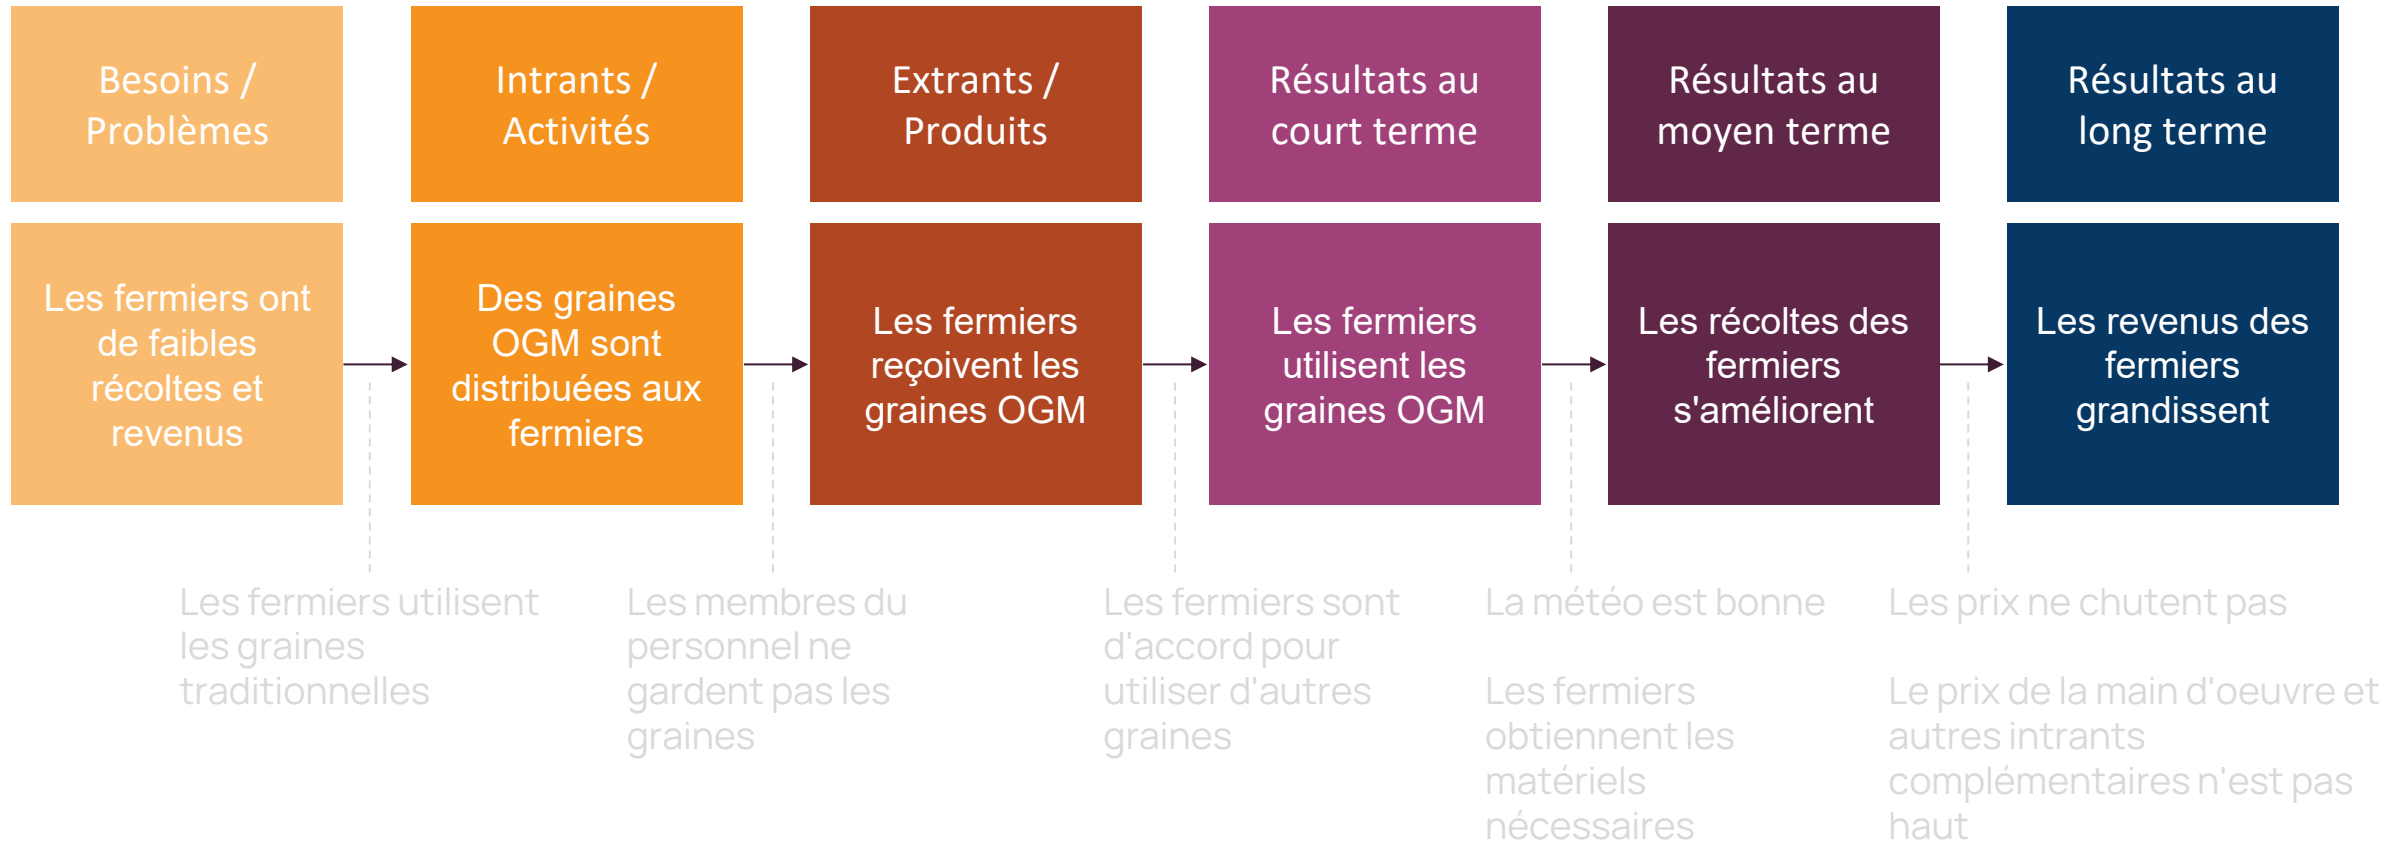 Besoins /
Problèmes
Intrants /
Activités
Extrants /
Produits
Résultats au
court terme
Résultats au
moyen terme
Résultats au
long terme
Les fermiers ont
de faibles
récoltes et
revenus
Des graines
OGM sont
distribuées aux
fermiers
Les fermiers
reçoivent les
graines OGM
Les fermiers
utilisent les
graines OGM
Les récoltes des
fermiers
s'améliorent
Les revenus des
fermiers
grandissent
Les fermiers utilisent
les graines
traditionnelles
Les membres du
personnel ne
gardent pas les
graines
Les fermiers sont
d'accord pour
utiliser d'autres
graines
La météo est bonne
Les fermiers
obtiennent les
matériels
nécessaires
Les prix ne chutent pas
Le prix de la main d'oeuvre et
autres intrants
complémentaires n'est pas
haut